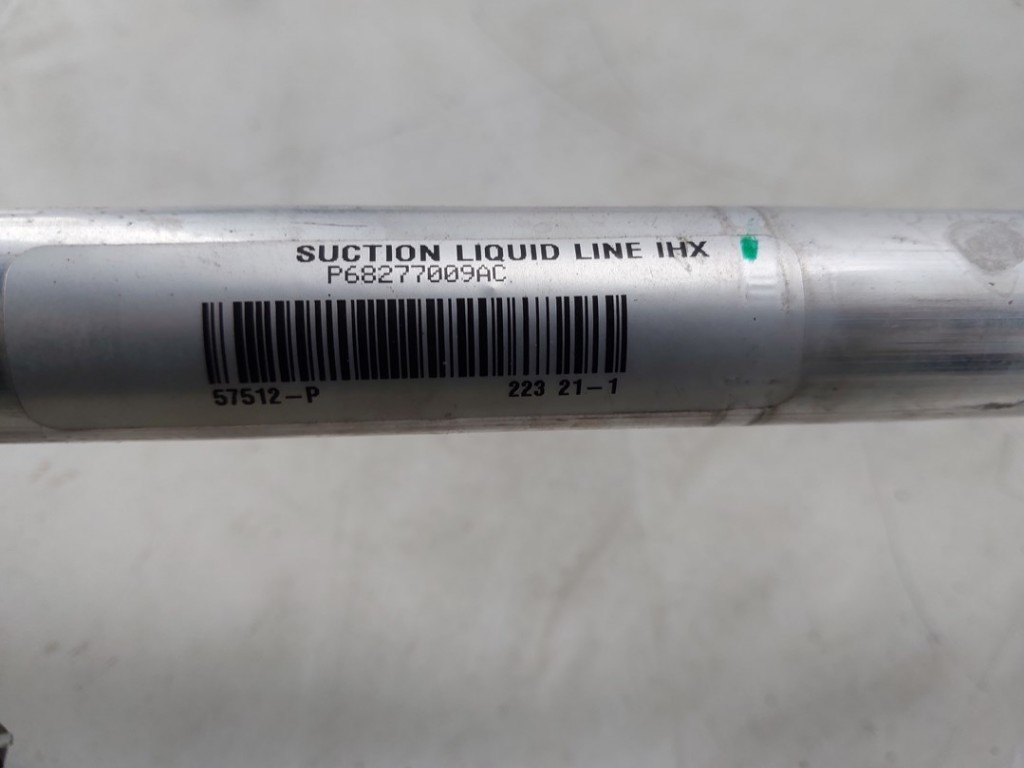 SUCTION LIQUID LINE IHX
P68277009AC
57512-P 223 21-1